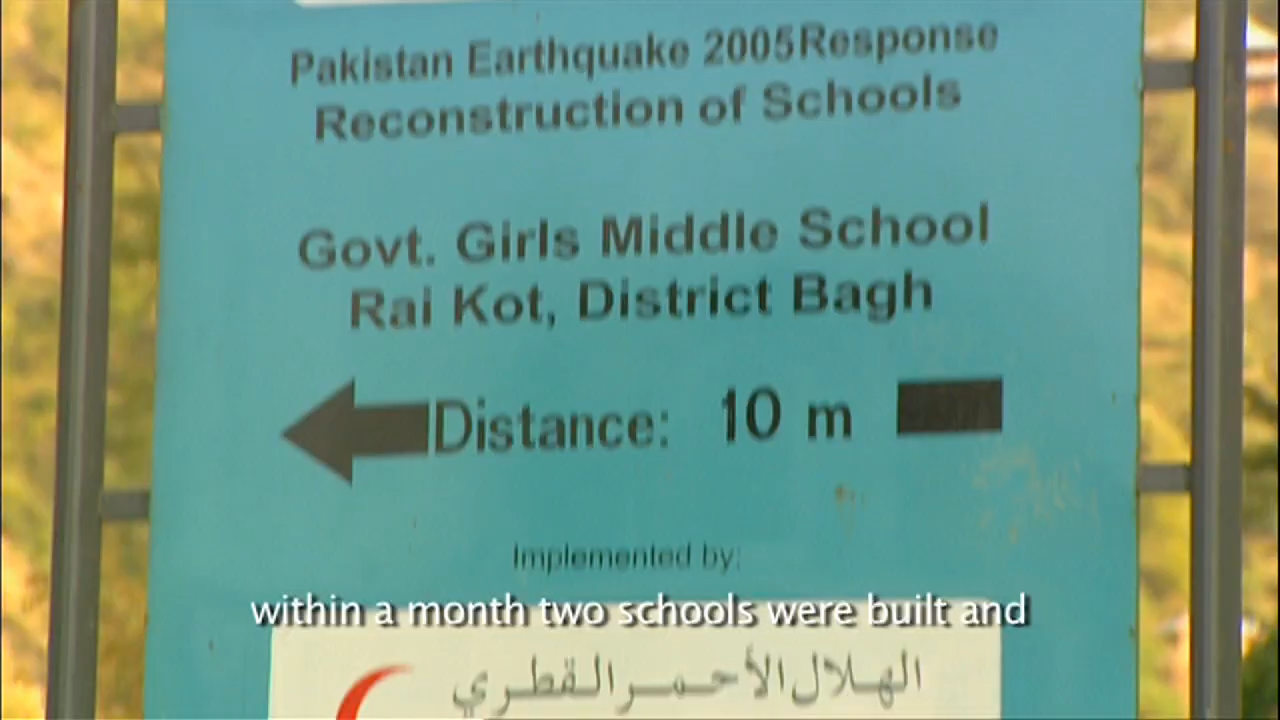 Pakistan Earthquake 2005Response
Reconstruction of Schools
Govt. Girls Middle School
Rai Kot, District Bagh
Distance: 10 m
Implemented by:
within a month two schools were built and
الهلال الأحمر القطري